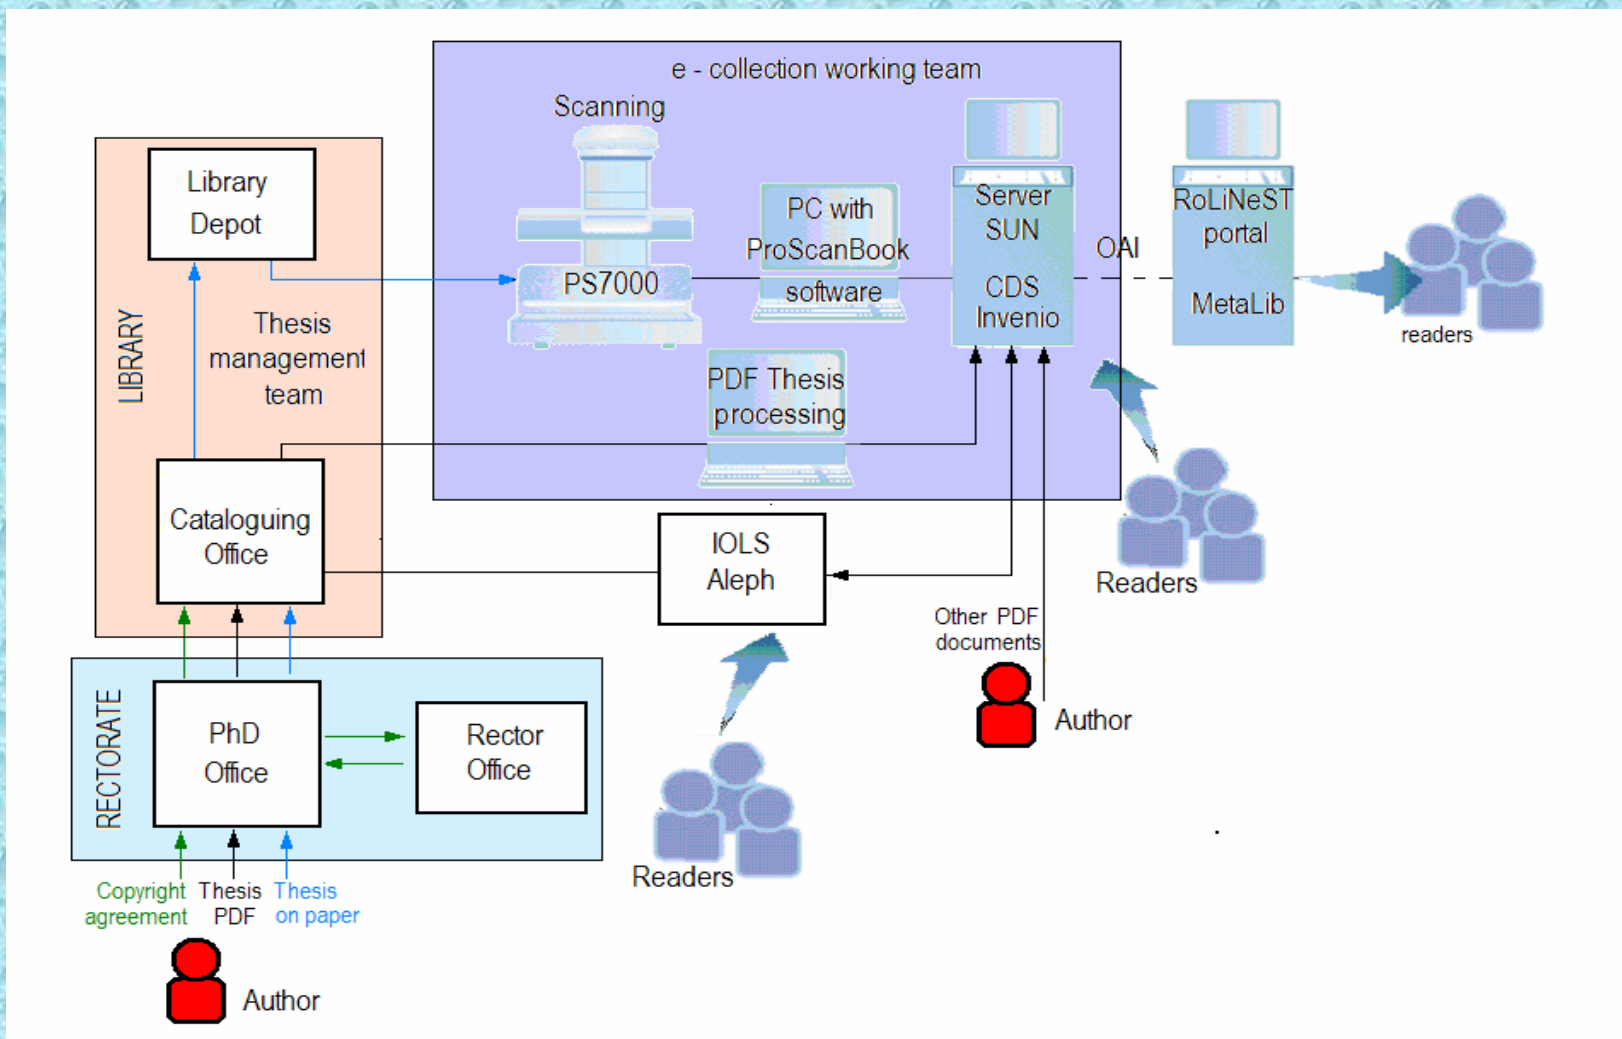 e - collection working team
Scanning
Library
Depot
PS7000
PC with
ProScanBook
software
Server
SUN
CDS
Invenio
OAI
RoLiNeST
portal
MetaLib
readers
LIBRARY
Thesis
management
team
PDF Thesis
processing
Cataloguing
Office
IOLS
Aleph
Readers
Other PDF
documents
Author
RECTORATE
PhD
Office
Rector
Office
Readers
Copyright
agreement
Thesis
PDF
Thesis
on paper
Author